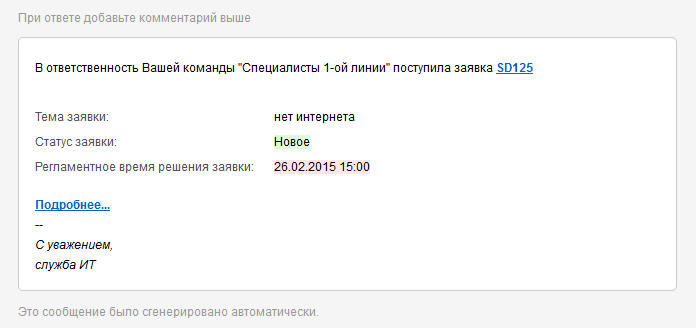 При ответе добавьте комментарий выше
В ответственность Вашей команды "Специалисты 1-ой линии" поступила заявка SD125
Тема заявки: нет интернета
Статус заявки: Новое
Регламентное время решения заявки: 26.02.2015 15:00
Подробнее...
--
С уважением,
служба ИТ
Это сообщение было сгенерировано автоматически.